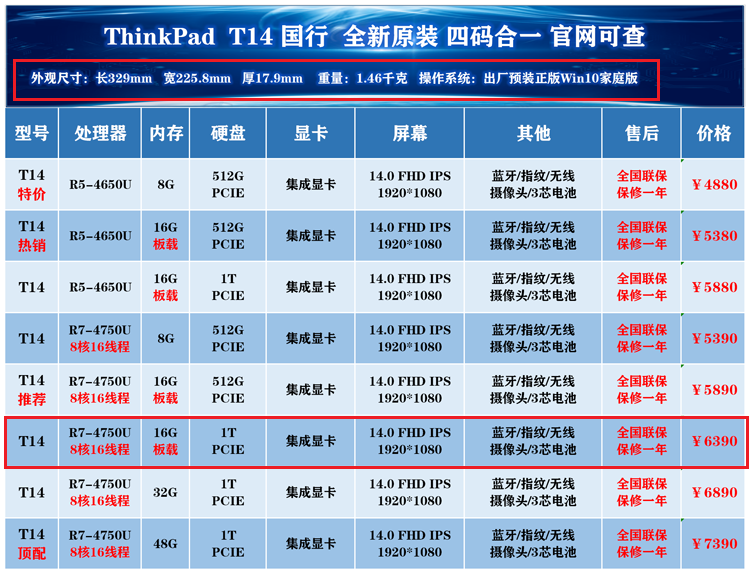 ThinkPad T14 国行 全新原装 四码合一 官网可查
外观尺寸：长329mm 宽225.8mm 厚17.9mm 重量：1.46千克 操作系统：出厂预装正版Win10家庭版
型号 处理器 内存 硬盘 显卡 屏幕 其他 售后 价格
T14 特价 R5-4650U 8G 512G PCIE 集成显卡 14.0 FHD IPS 1920*1080 蓝牙/指纹/无线 摄像头/3芯电池 全国联保 保修一年 ￥4880
T14 热销 R5-4650U 16G 板载 512G PCIE 集成显卡 14.0 FHD IPS 1920*1080 蓝牙/指纹/无线 摄像头/3芯电池 全国联保 保修一年 ￥5380
T14 R5-4650U 16G 板载 1T PCIE 集成显卡 14.0 FHD IPS 1920*1080 蓝牙/指纹/无线 摄像头/3芯电池 全国联保 保修一年 ￥5880
T14 R7-4750U 8核16线程 8G 512G PCIE 集成显卡 14.0 FHD IPS 1920*1080 蓝牙/指纹/无线 摄像头/3芯电池 全国联保 保修一年 ￥5390
T14 推荐 R7-4750U 8核16线程 16G 板载 512G PCIE 集成显卡 14.0 FHD IPS 1920*1080 蓝牙/指纹/无线 摄像头/3芯电池 全国联保 保修一年 ￥5890
T14 R7-4750U 8核16线程 16G 板载 1T PCIE 集成显卡 14.0 FHD IPS 1920*1080 蓝牙/指纹/无线 摄像头/3芯电池 全国联保 保修一年 ￥6390
T14 R7-4750U 8核16线程 32G 1T PCIE 集成显卡 14.0 FHD IPS 1920*1080 蓝牙/指纹/无线 摄像头/3芯电池 全国联保 保修一年 ￥6890
T14 顶配 R7-4750U 8核16线程 48G 1T PCIE 集成显卡 14.0 FHD IPS 1920*1080 蓝牙/指纹/无线 摄像头/3芯电池 全国联保 保修一年 ￥7390